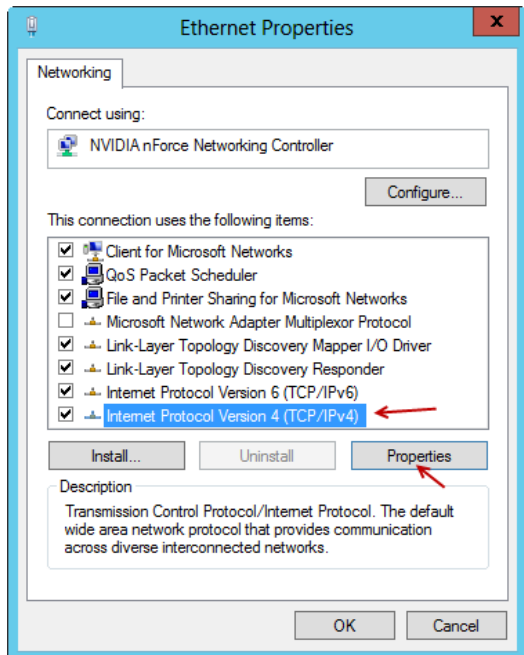 Ethernet Properties
x
Networking
Connect using:
NVIDIA nForce Networking Controller
Configure...
This connection uses the following items:
Client for Microsoft Networks
QoS Packet Scheduler
File and Printer Sharing for Microsoft Networks
Microsoft Network Adapter Multiplexor Protocol
Link-Layer Topology Discovery Mapper I/O Driver
Link-Layer Topology Discovery Responder
Internet Protocol Version 6 (TCP/IPv6)
Internet Protocol Version 4 (TCP/IPv4)
Install... Uninstall Properties
Description
Transmission Control Protocol/Internet Protocol. The default
wide area network protocol that provides communication
across diverse interconnected networks.
OK Cancel